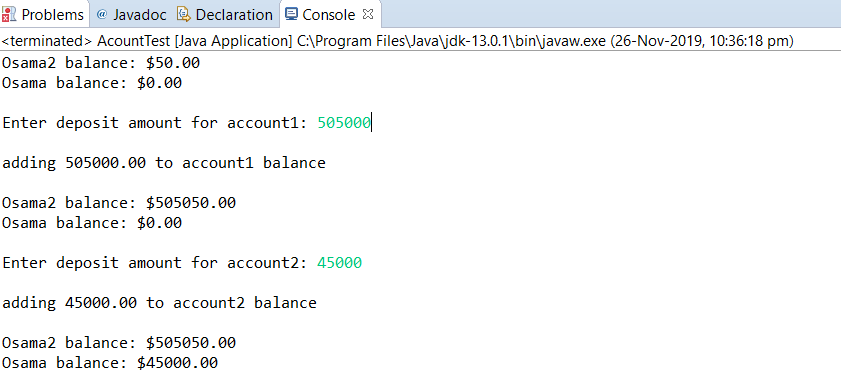 Problems @ Javadoc Declaration Console
<terminated> AcountTest [Java Application] C:\Program Files\Java\jdk-13.0.1\bin\javaw.exe (26-Nov-2019, 10:36:18 pm)
Osama2 balance: $50.00
Osama balance: $0.00
Enter deposit amount for account1: 505000
adding 505000.00 to account1 balance
Osama2 balance: $505050.00
Osama balance: $0.00
Enter deposit amount for account2: 45000
adding 45000.00 to account2 balance
Osama2 balance: $505050.00
Osama balance: $45000.00